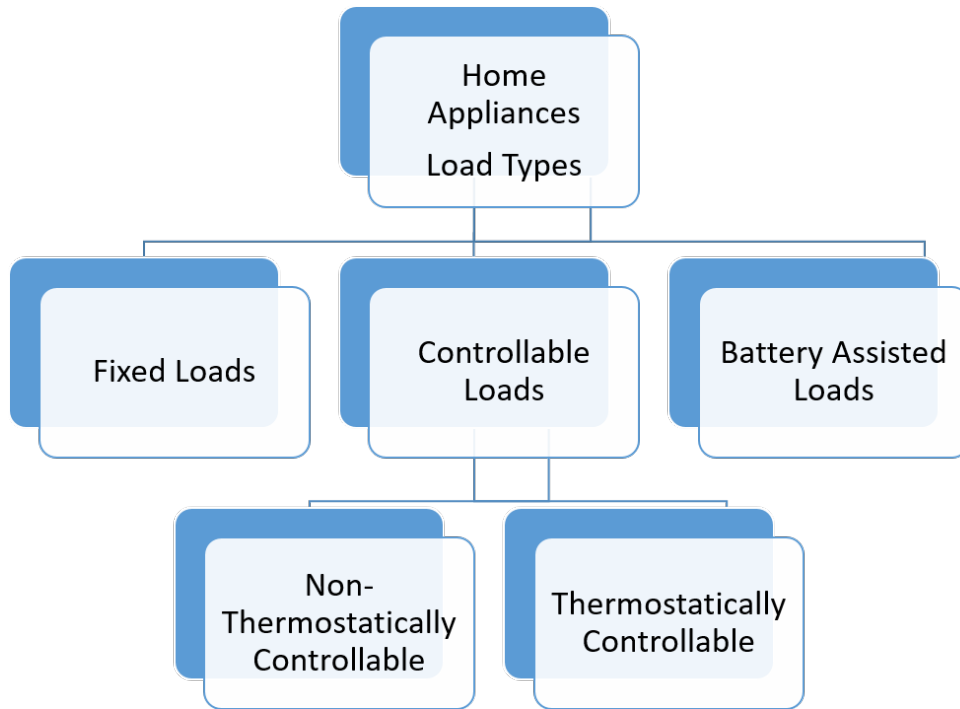 Home
Appliances
Load Types
Fixed Loads
Controllable
Loads
Battery Assisted
Loads
Non-
Thermostatically
Controllable
Thermostatically
Controllable